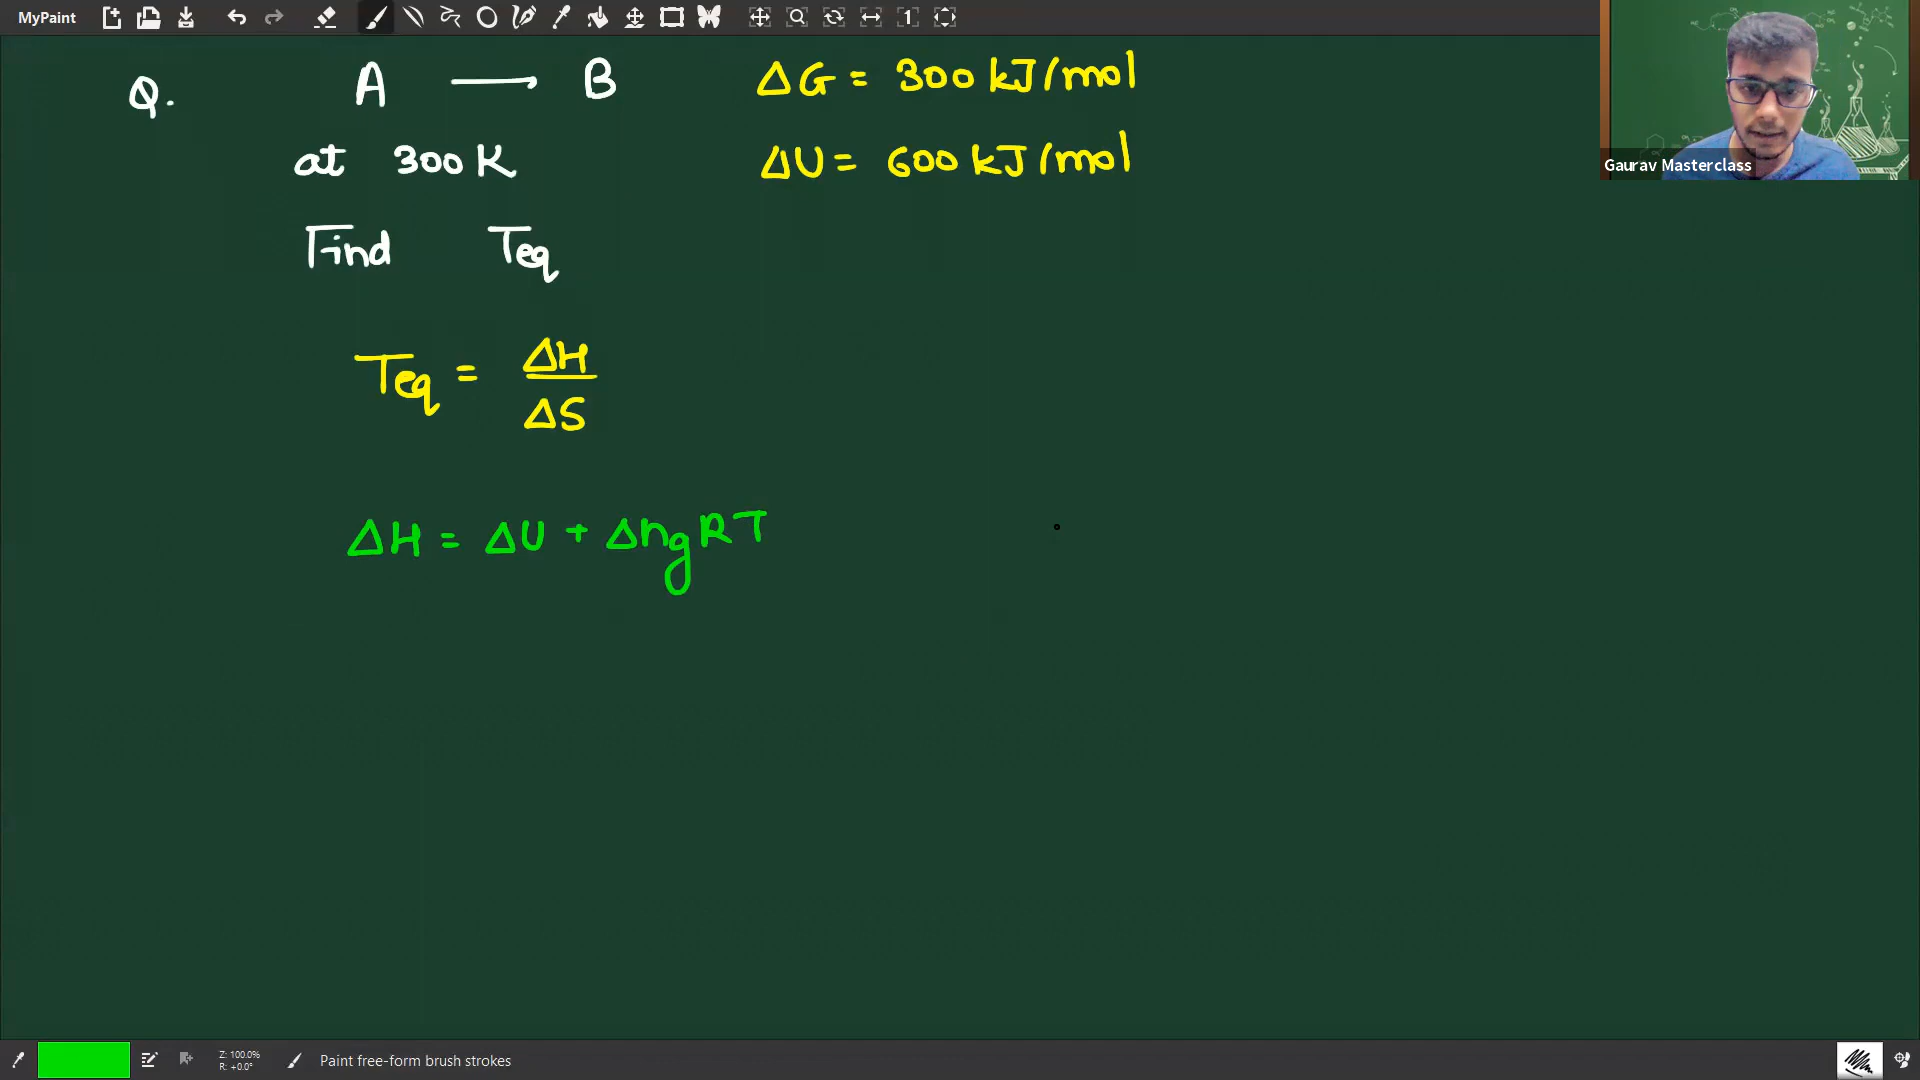 MyPaint
Q. A → B ΔG = 300 kJ/mol
at 300 K ΔU = 600 kJ/mol
Gaurav Masterclass
Find Teq
Teq = ΔH/ΔS
ΔH = ΔU + ΔngRT
Z: 100.0%
R: +0.0°
Paint free-form brush strokes